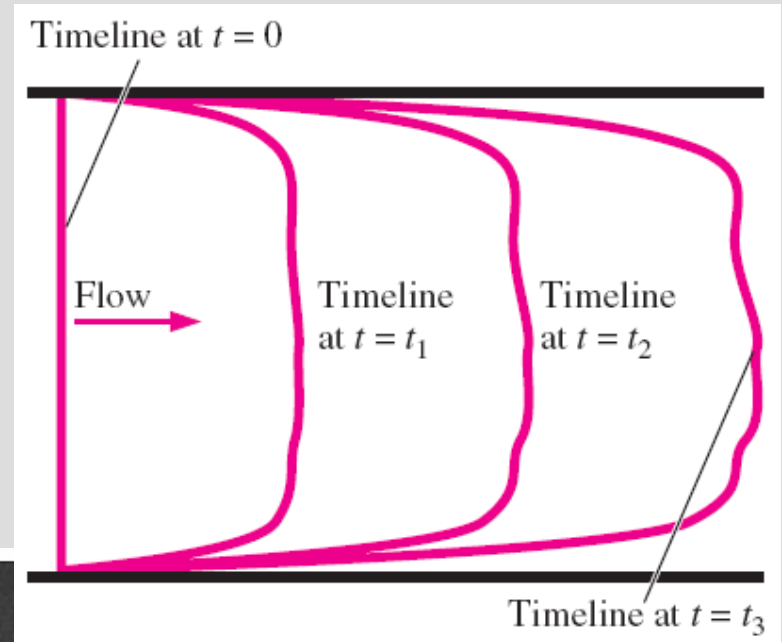 Timeline at t = 0
Flow
Timeline
at t = t₁
Timeline
at t = t₂
Timeline at t = t₃